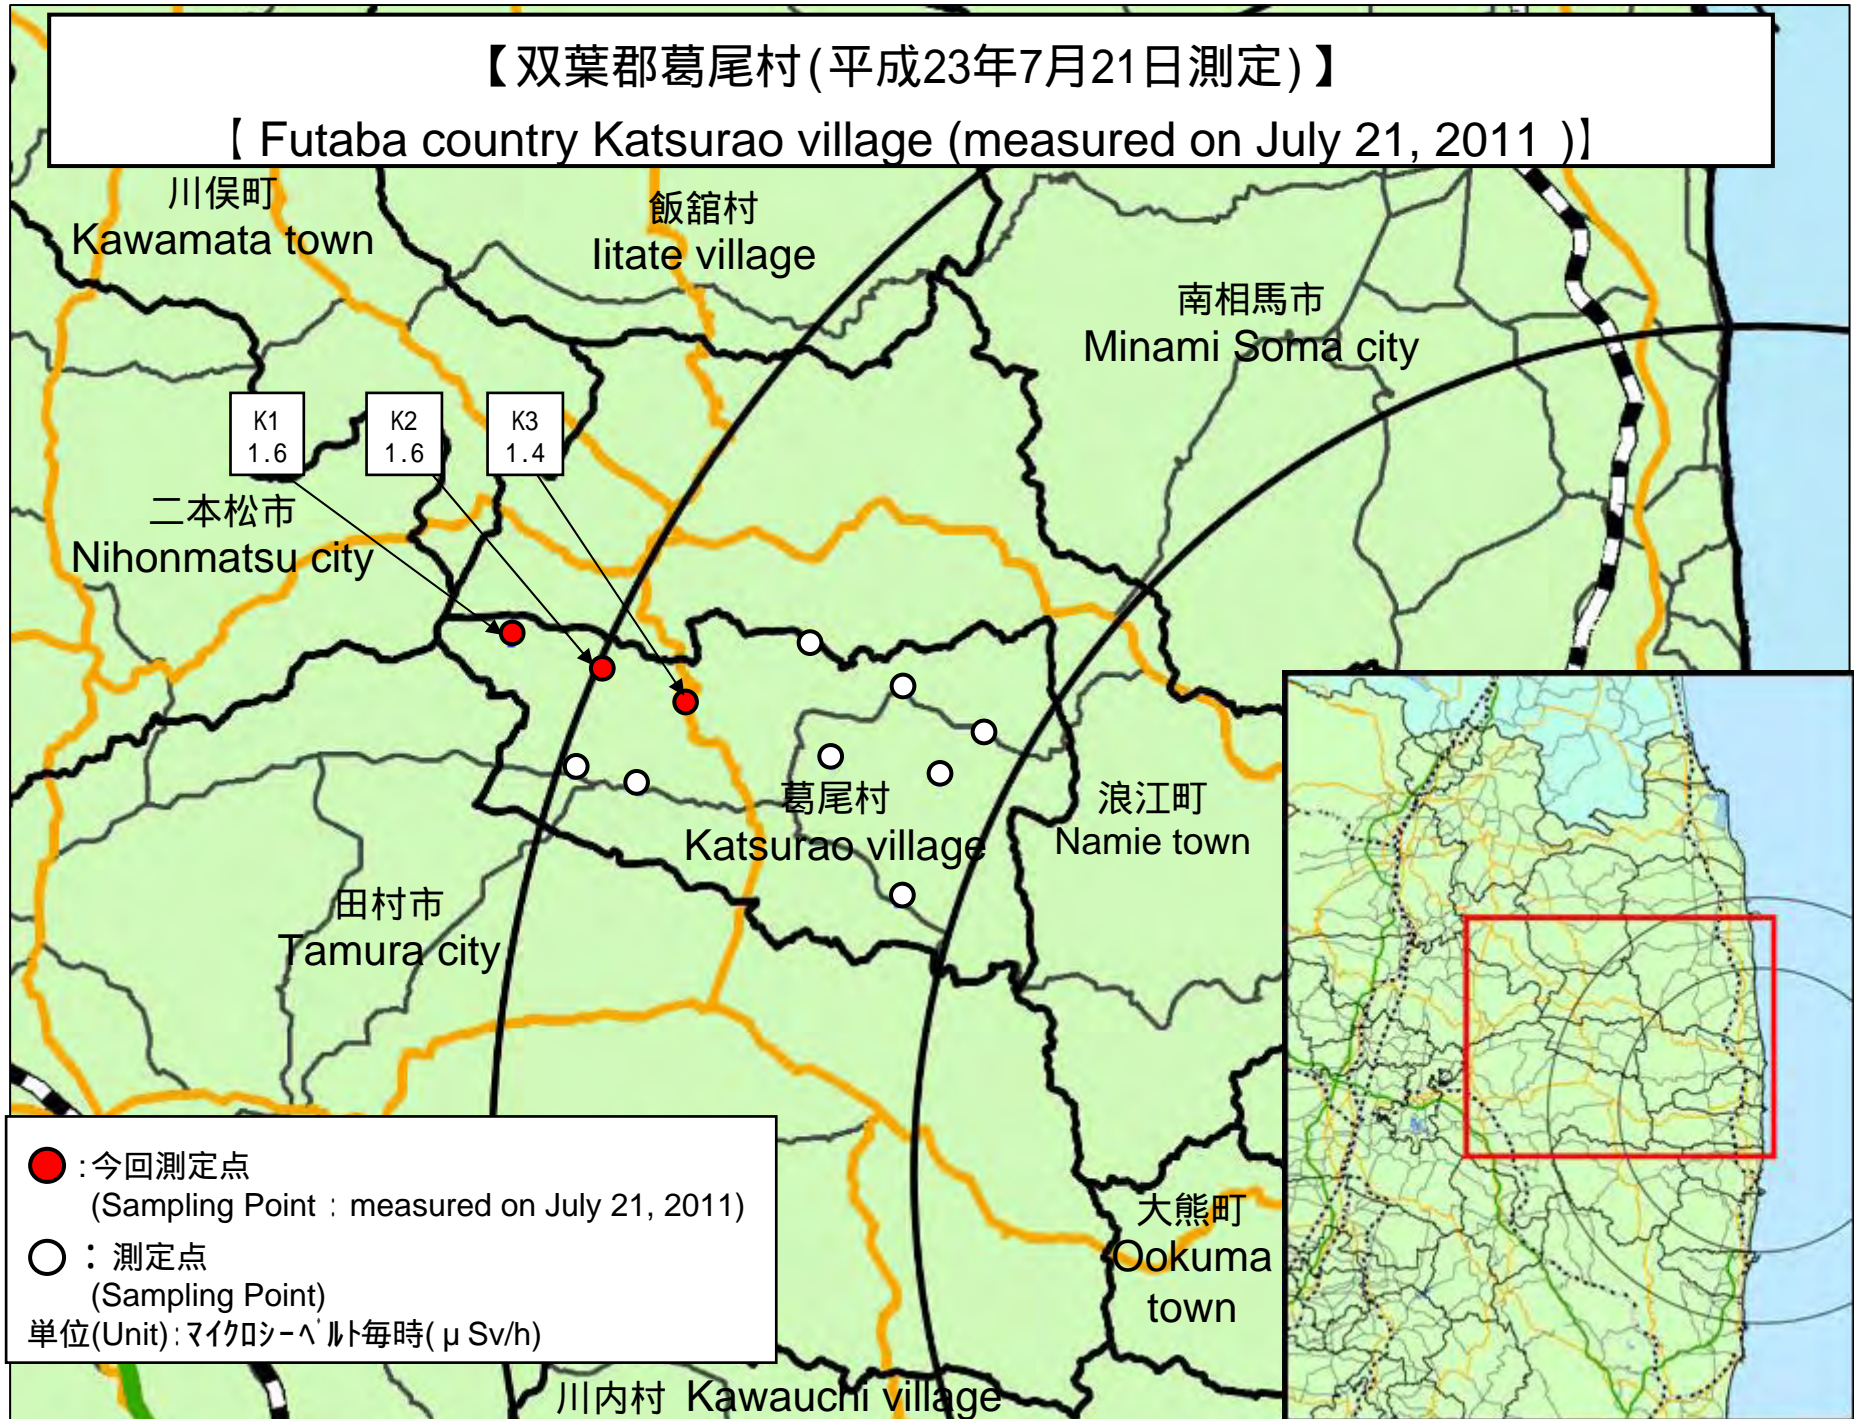 【双葉郡葛尾村(平成23年7月21日測定)】
【 Futaba country Katsurao village (measured on July 21, 2011 )】
川俣町
Kawamata town
飯舘村
Iitate village
南相馬市
Minami Soma city
K1
1.6
K2
1.6
K3
1.4
二本松市
Nihonmatsu city
葛尾村
Katsurao village
浪江町
Namie town
田村市
Tamura city
大熊町
Ookuma
town
川内村 Kawauchi village
:今回測定点
(Sampling Point : measured on July 21, 2011)
: 測定点
(Sampling Point)
単位(Unit):マイクロシーベルト毎時( μ Sv/h)